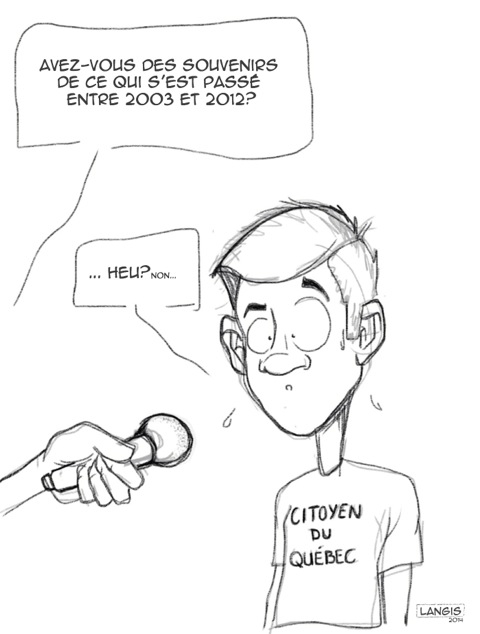 AVEZ-VOUS DES SOUVENIRS
DE CE QUI S'EST PASSÉ
ENTRE 2003 ET 2012?
... HEU? NON...
CITOYEN
DU
QUÉBEC
LANGIS
2014